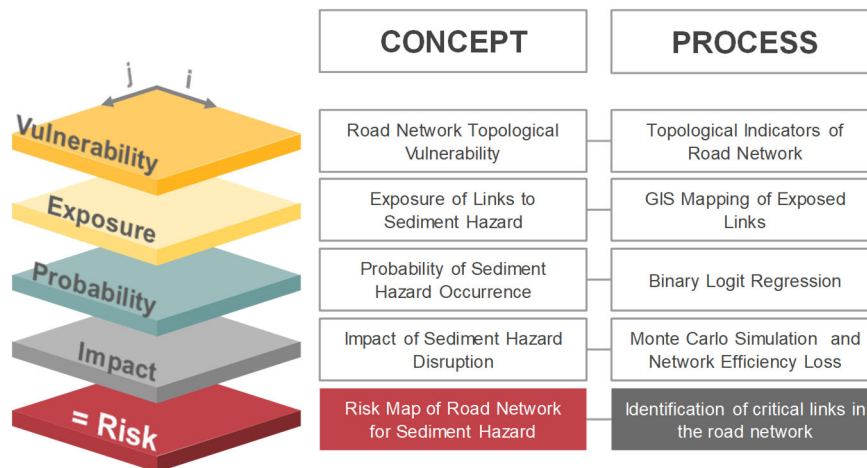 CONCEPT
PROCESS
j
i
Vulnerability
Road Network Topological
Vulnerability
Topological Indicators of
Road Network
Exposure
Exposure of Links to
Sediment Hazard
GIS Mapping of Exposed
Links
Probability
Probability of Sediment
Hazard Occurrence
Binary Logit Regression
Impact
Impact of Sediment Hazard
Disruption
Monte Carlo Simulation and
Network Efficiency Loss
= Risk
Risk Map of Road Network
for Sediment Hazard
Identification of critical links in
the road network